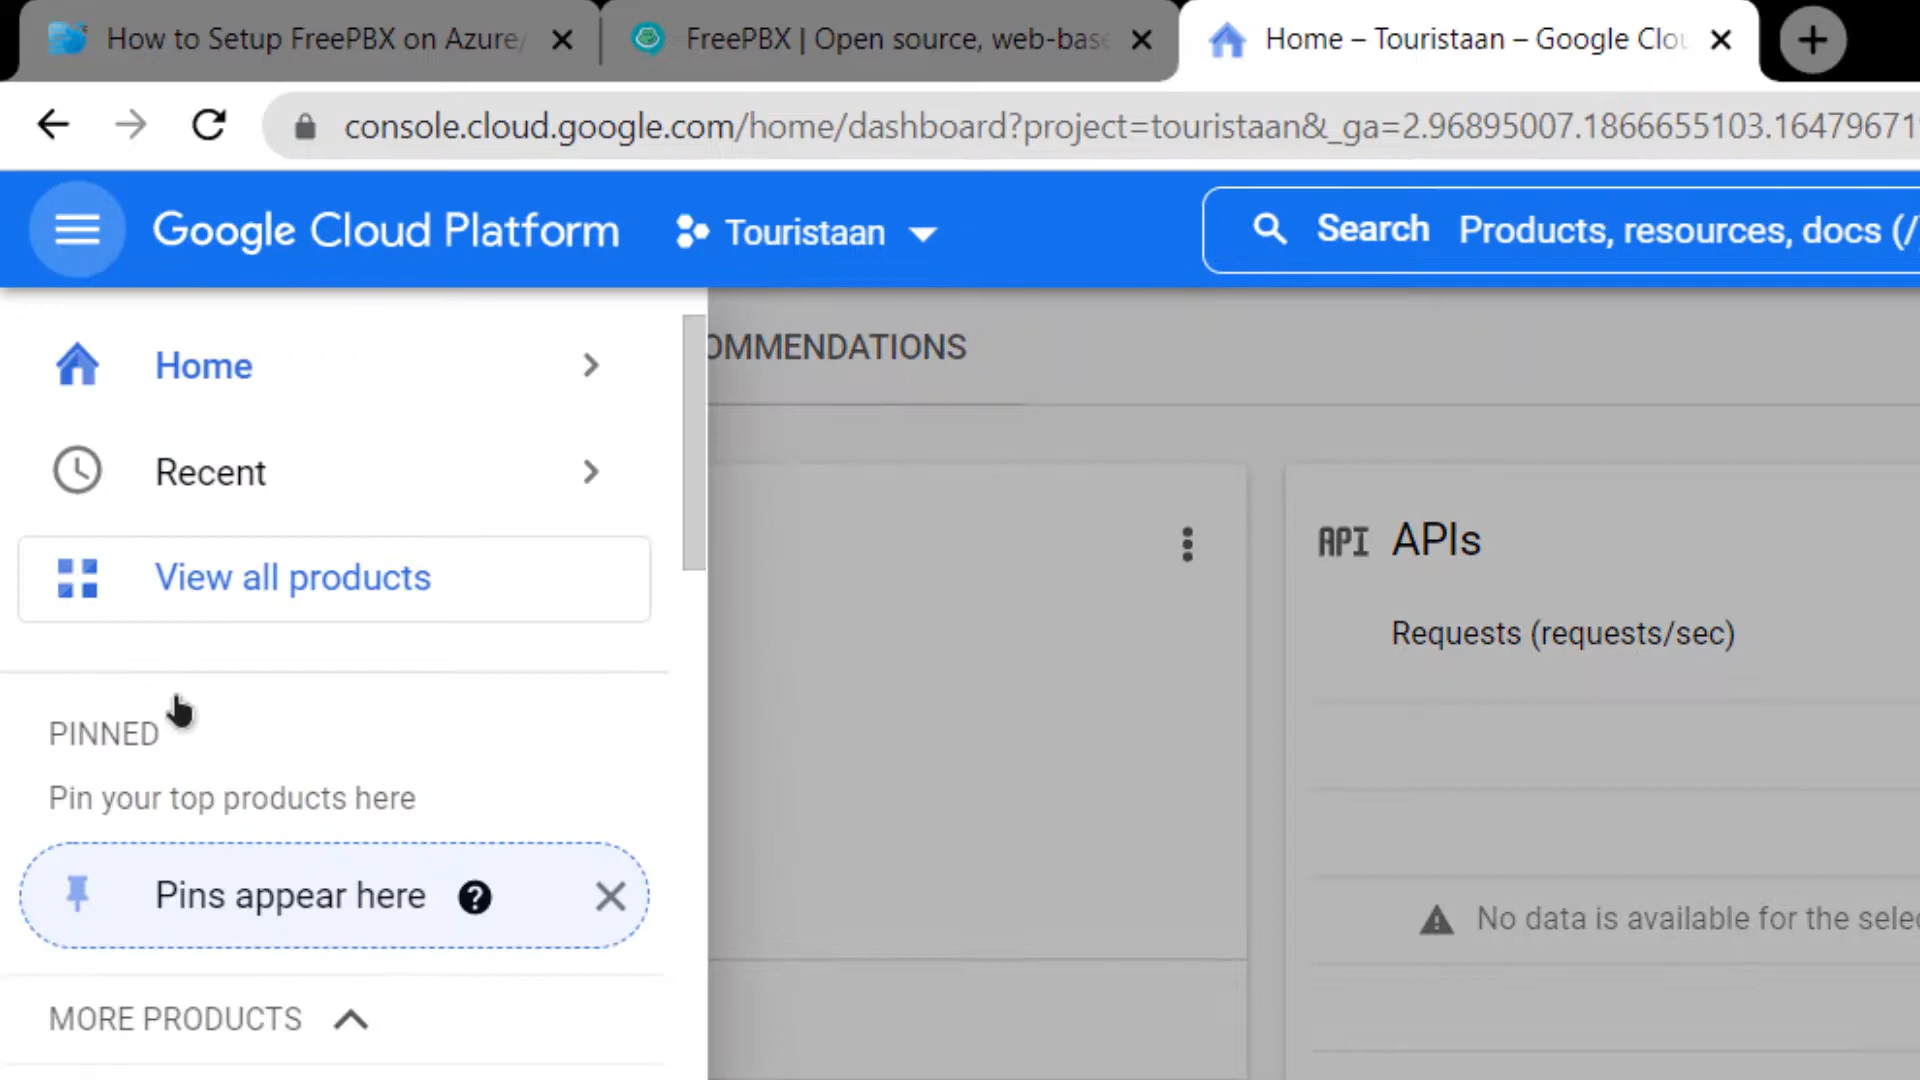 How to Setup FreePBX on Azure/
FreePBX | Open source, web-base
Home – Touristaan – Google Clou
console.cloud.google.com/home/dashboard?project=touristaan&_ga=2.96895007.1866655103.164796719
Google Cloud Platform
Touristaan
Search Products, resources, docs (/
Home
OMMENDATIONS
Recent
View all products
API APIs
Requests (requests/sec)
PINNED
Pin your top products here
Pins appear here
No data is available for the selec
MORE PRODUCTS